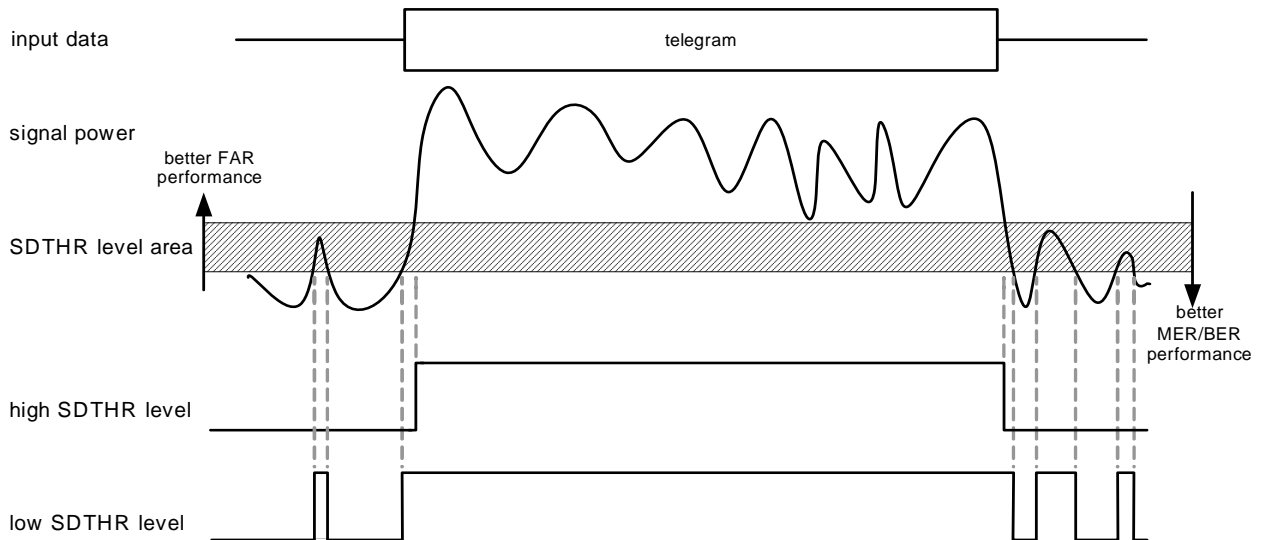 input data
telegram
signal power
better FAR
performance
SDTHR level area
better
MER/BER
performance
high SDTHR level
low SDTHR level